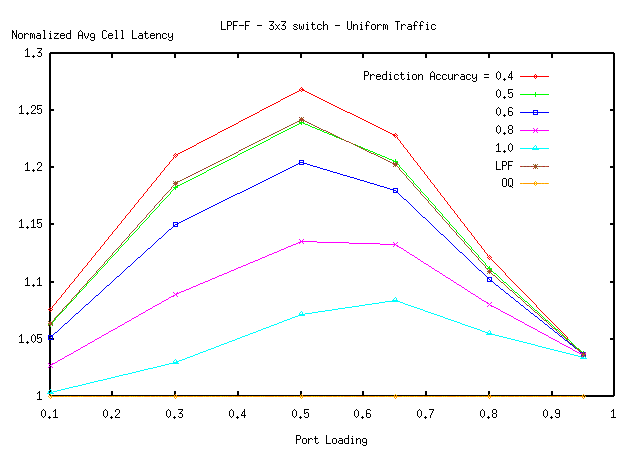 LPF-F - 3x3 switch - Uniform Traffic
Normalized Avg Cell Latency
1.3
1.25
1.2
1.15
1.1
1.05
1
Prediction Accuracy = 0.4
0.5
0.6
0.8
1.0
LPF
OQ
0.1 0.2 0.3 0.4 0.5 0.6 0.7 0.8 0.9 1
Port Loading